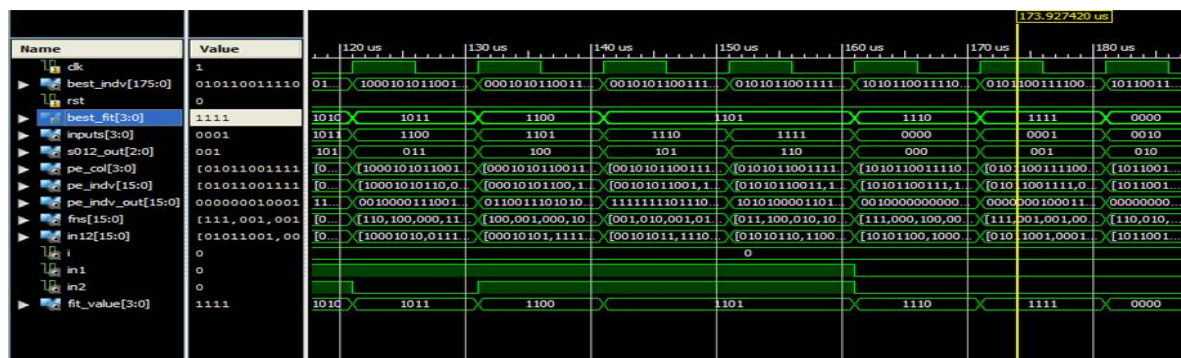 173.927420 us
Name Value 120 us 130 us 140 us 150 us 160 us 170 us 180 us
clk 1
best_indv[175:0] 010110011110 01... 1000101011001... 000101011 0011... 0010101100111... 0101011001111... 1010110011110... 0101100111100... 10110011...
rst 0
best_fit[3:0] 1111 1010 1011 1100 1101 1110 1111 0000
inputs[3:0] 0001 1011 1100 1101 1110 1111 0000 0001 0010
s012_out[2:0] 001 101 011 100 101 110 000 001 010
pe_col[3:0] [01011001111 [0... [1000101011001... [0001010110011... [0010101100111... [0101011001111... [1010110011110... [0101100111100... [1011001...
pe_indv[15:0] [01011001111 [0... [10001010110,0... [00010101100,1... [00101011001,1... [01010110011,1... [10101100111,1... [01011001111,0... [1011001...
pe_indv_out[15:0] 000000010001 11... 0010000111001... 0110011101010... 1111111101110... 1010100001101... 0010000000000... 0000000100011... 00000000...
fns[15:0] [111,001,001 [0... [110,100,000,11... [100,001,000,10... [001,010,001,01... [011,100,010,10... [111,000,100,00... [111,001,001,00... [110,010,...
in12[15:0] [01011001,00 [0... [10001010,0111... [00010101,1111... [00101011,1110... [01010110,1100... [10101100,1000... [01011001,0001... [1011001...
i 0 0
in1 0
in2 0
fit_value[3:0] 1111 1010 1011 1100 1101 1110 1111 0000